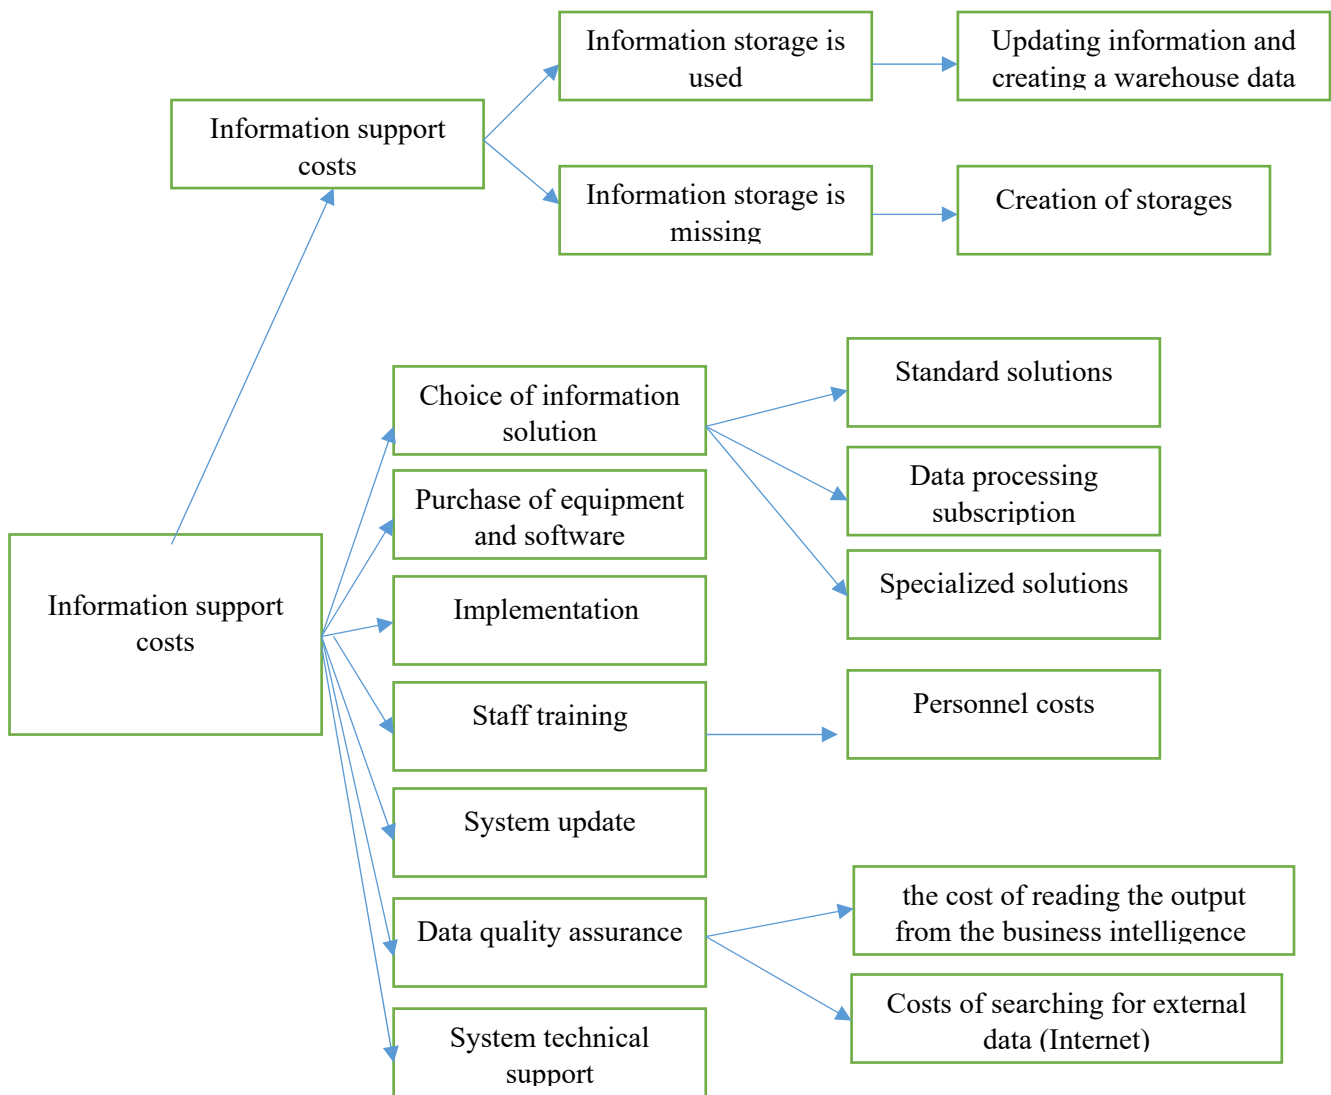 Information storage is
used
Updating information and
creating a warehouse data
Information support
costs
Information storage is
missing
Creation of storages
Choice of information
solution
Standard solutions
Purchase of equipment
and software
Data processing
subscription
Information support
costs
Implementation
Specialized solutions
Staff training
Personnel costs
System update
Data quality assurance
the cost of reading the output
from the business intelligence
Costs of searching for external
data (Internet)
System technical
support